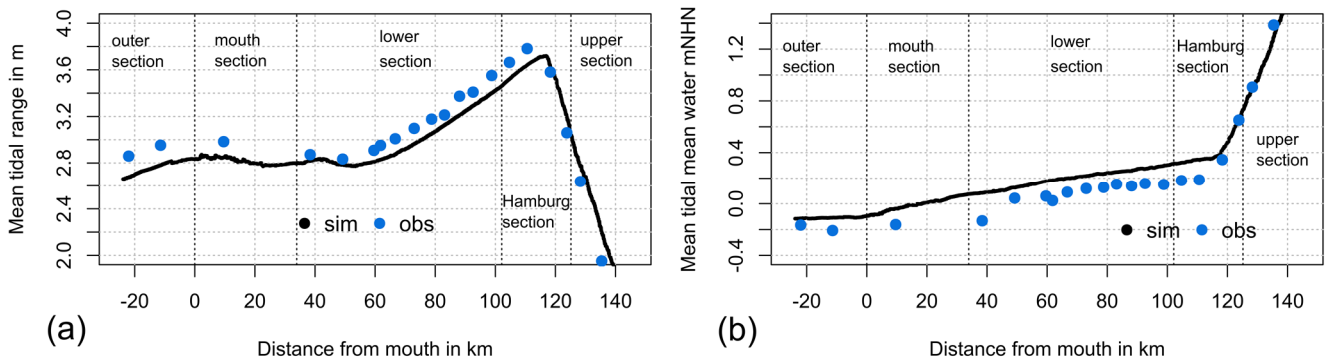 4.0
3.6
3.2
2.8
2.4
2.0
Mean tidal range in m
outer
section
mouth
section
lower
section
upper
section
Hamburg
section
sim
obs
-20 0 20 40 60 80 100 120 140
(a)
Distance from mouth in km
1.2
0.8
0.4
0.0
-0.4
Mean tidal mean water mNHN
outer
section
mouth
section
lower
section
Hamburg
section
upper
section
sim
obs
-20 0 20 40 60 80 100 120 140
(b)
Distance from mouth in km